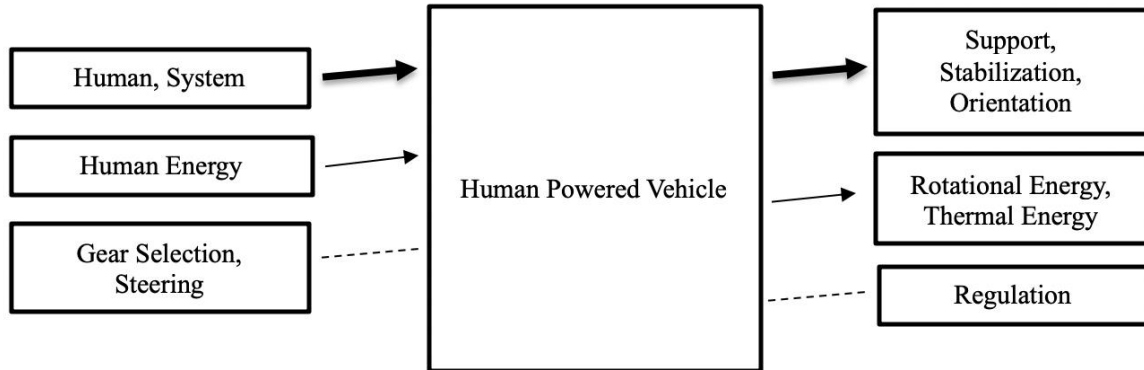 Human, System
Human Energy
Gear Selection,
Steering
Human Powered Vehicle
Support,
Stabilization,
Orientation
Rotational Energy,
Thermal Energy
Regulation